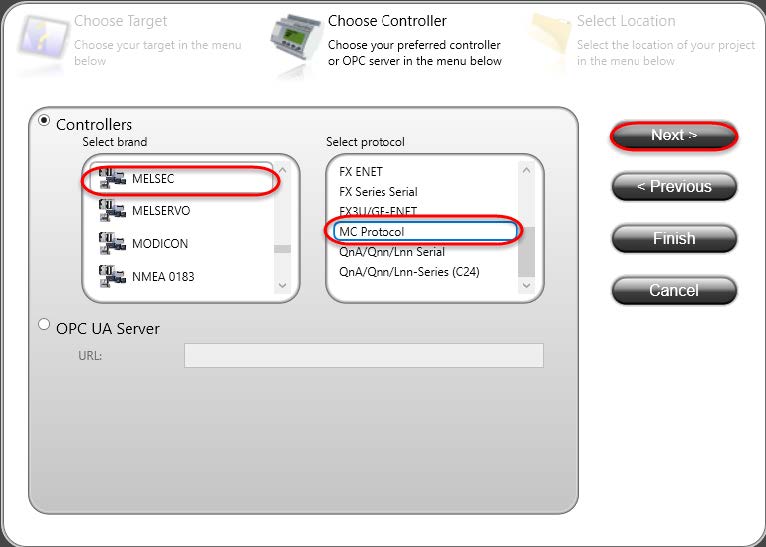 Choose Target
Choose your target in the menu
below
Choose Controller
Choose your preferred controller
or OPC server in the menu below
Select Location
Select the location of your project
in the menu below
Controllers
Select brand
MELSEC
MELSERVO
MODICON
NMEA 0183
Select protocol
FX ENET
FX Series Serial
FX3U/GE-ENET
MC Protocol
QnA/Qnn/Lnn Serial
QnA/Qnn/Lnn-Series (C24)
Next >
< Previous
Finish
Cancel
OPC UA Server
URL: